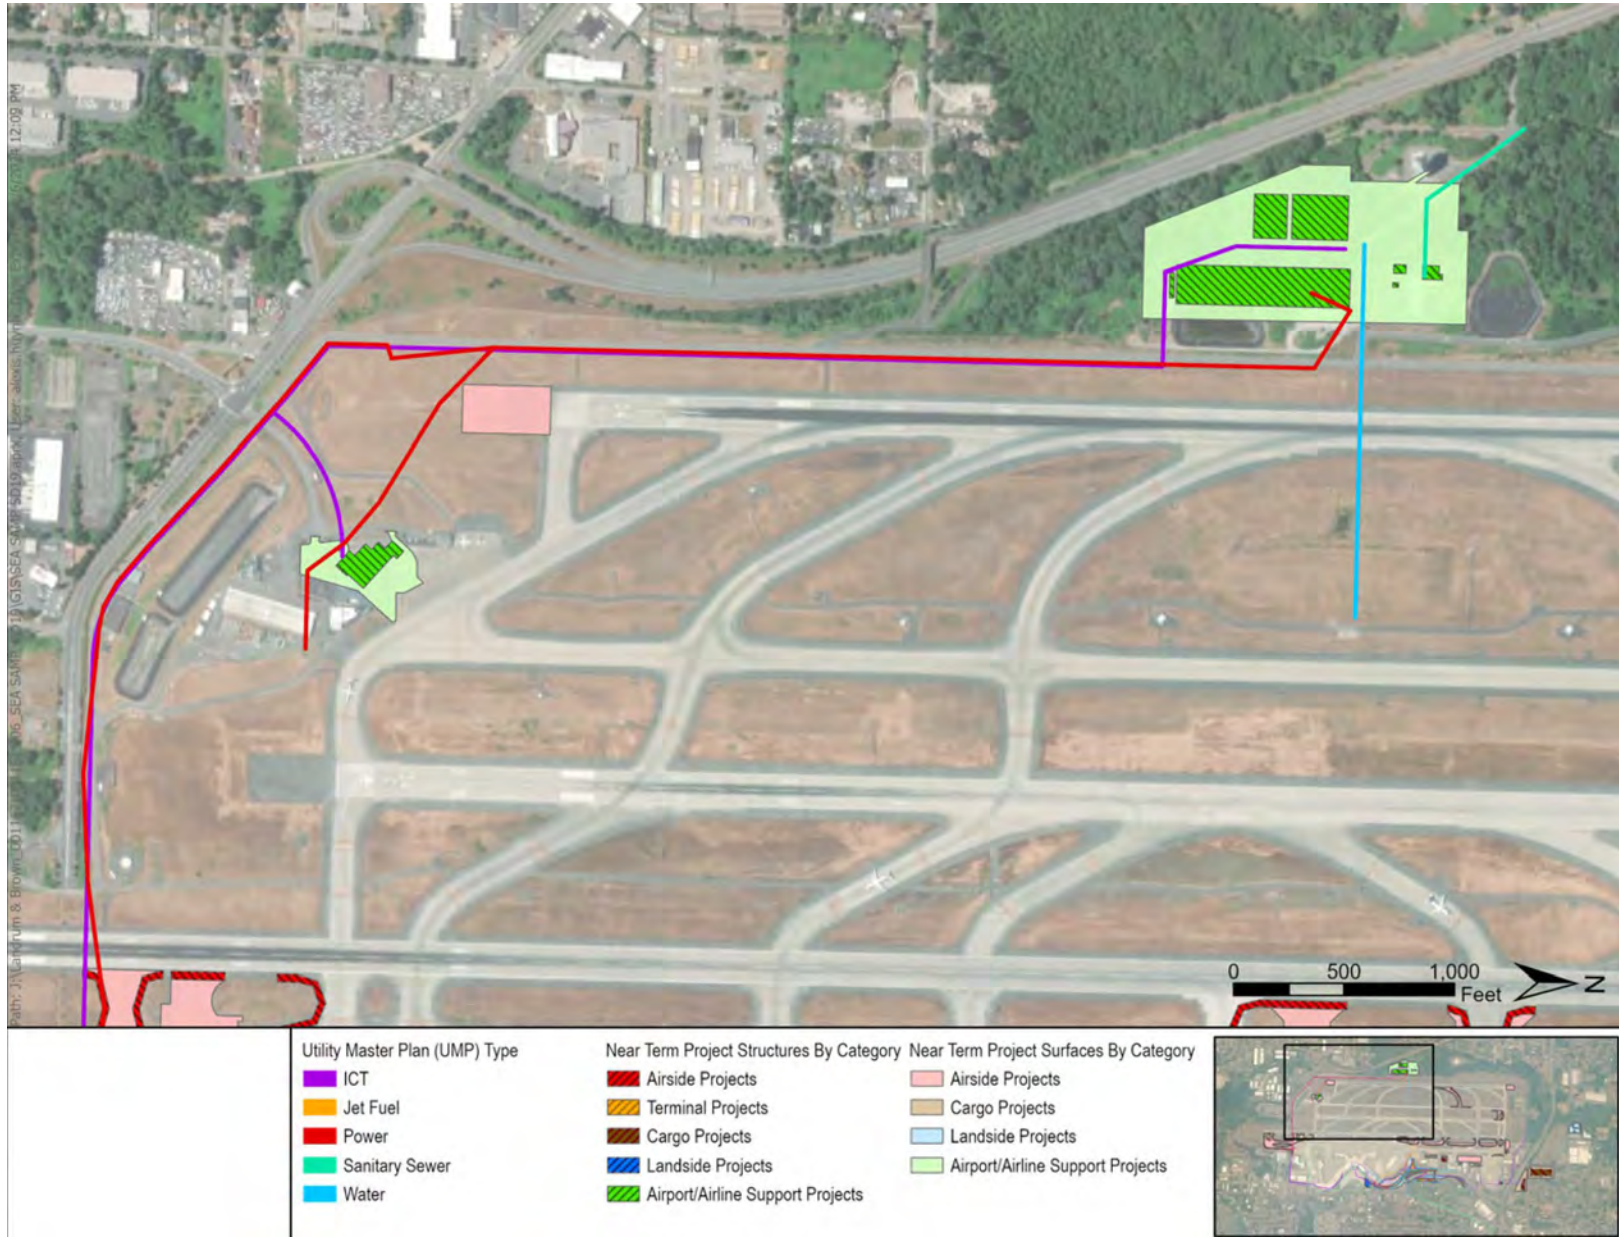 0 500 1,000
Feet
N
Utility Master Plan (UMP) Type
ICT
Jet Fuel
Power
Sanitary Sewer
Water
Near Term Project Structures By Category
Airside Projects
Terminal Projects
Cargo Projects
Landside Projects
Airport/Airline Support Projects
Near Term Project Surfaces By Category
Airside Projects
Cargo Projects
Landside Projects
Airport/Airline Support Projects